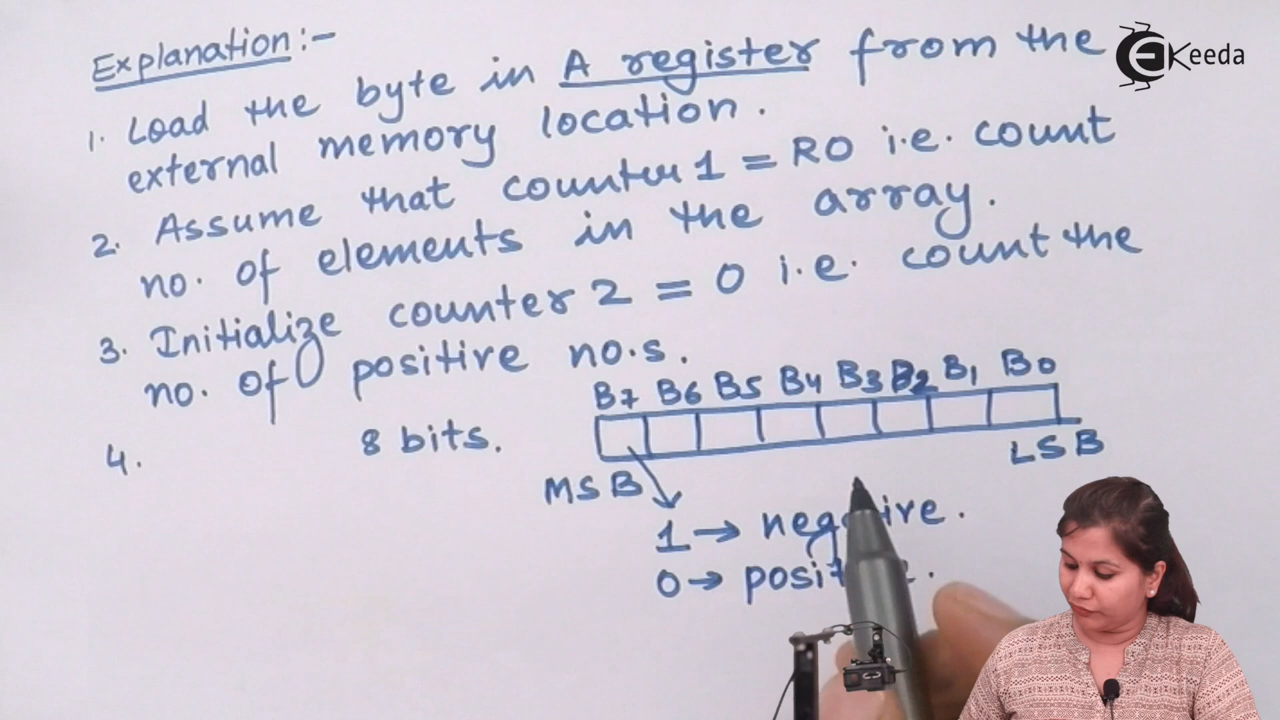 Explanation:-
1. Load the byte in A register from the
external memory location.
2. Assume that counter 1 = R0 i.e. count
no. of elements in the array.
3. Initialize counter 2 = 0 i.e. count the
no. of positive no.s.
4. 8 bits.
B7 B6 B5 B4 B3 B2 B1 B0
MSB LSB
1 → negative.
0 →
EKeeda